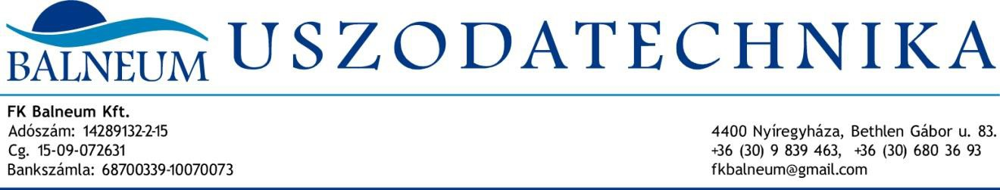 BALNEUM USZODATECHNIKA
FK Balneum Kft.
Adószám: 14289132-2-15
Cg. 15-09-072631
Bankszámla: 68700339-10070073
4400 Nyíregyháza, Bethlen Gábor u. 83.
+36 (30) 9 839 463, +36 (30) 680 36 93
fkbalneum@gmail.com